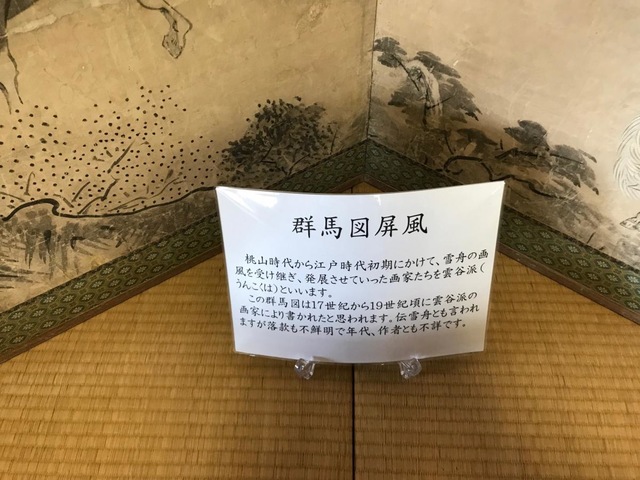 群馬図屏風
桃山時代から江戸時代初期にかけて、雪舟の画
風を受け継ぎ、発展させていった画家たちを雲谷派(
うんこくは)といいます。
この群馬図は17世紀から19世紀頃に雲谷派の
画家により書かれたと思われます。伝雪舟とも言われ
ますが落款も不鮮明で年代、作者とも不詳です。